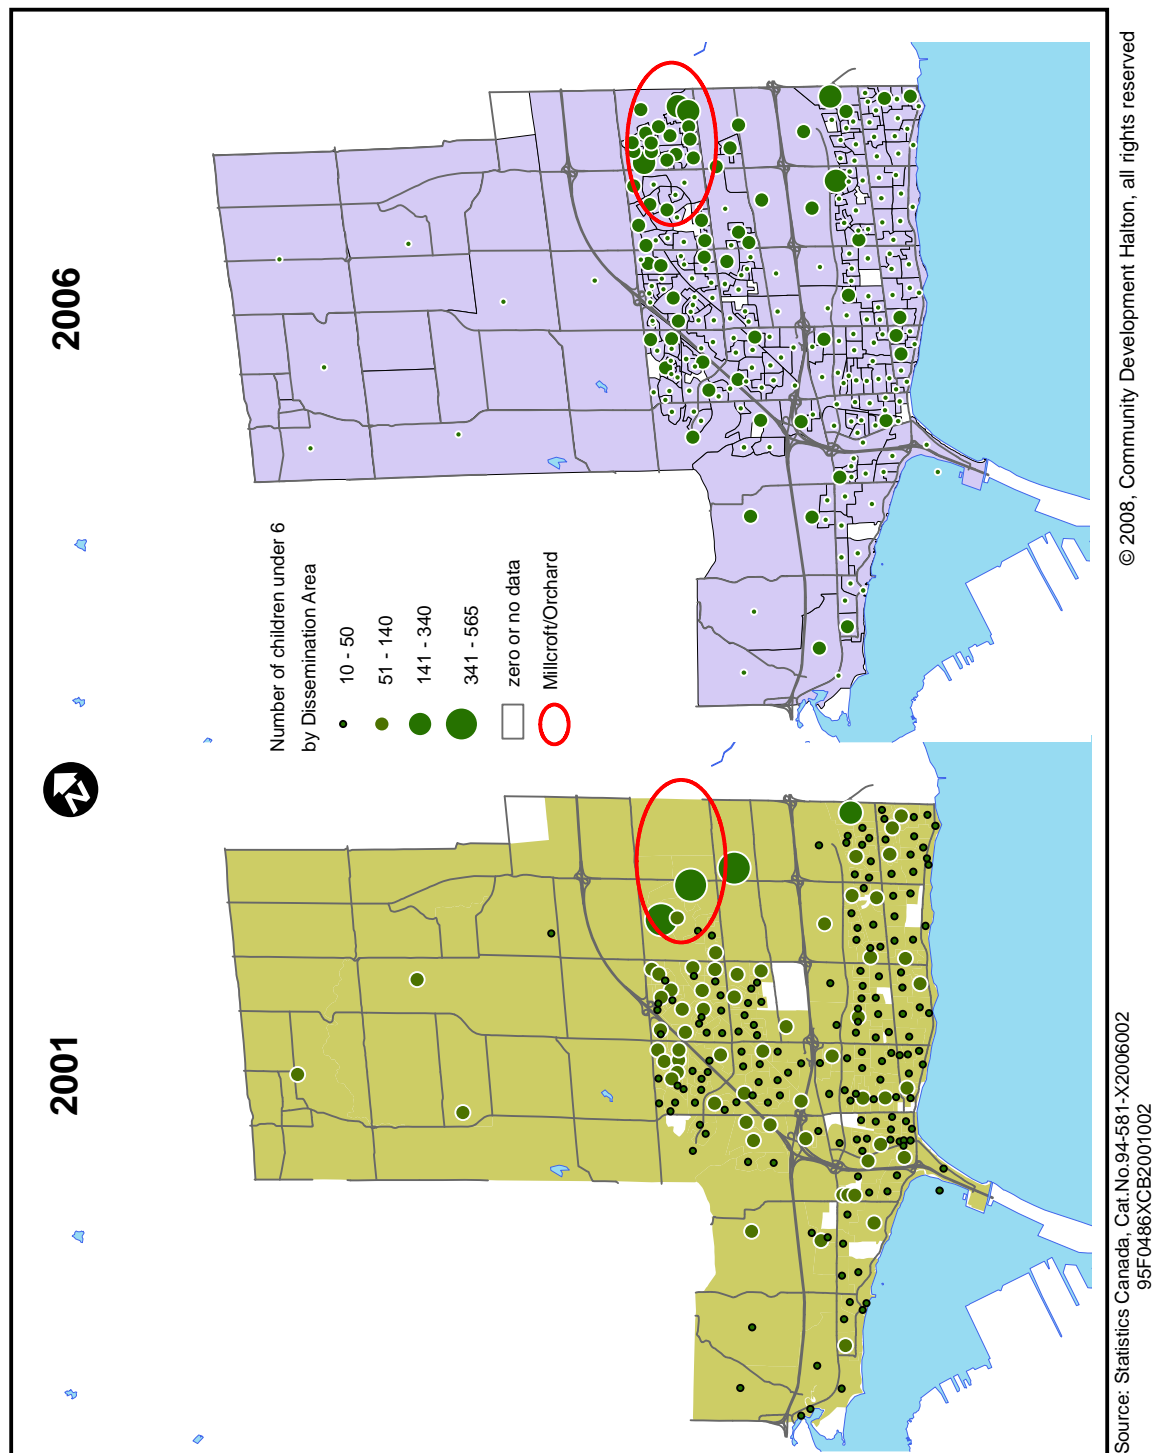 2001
2006
N
Number of children under 6
by Dissemination Area
10 - 50
51 - 140
141 - 340
341 - 565
zero or no data
Millcroft/Orchard
Source: Statistics Canada, Cat.No.94-581-X2006002
95F0486XCB2001002
© 2008, Community Development Halton, all rights reserved